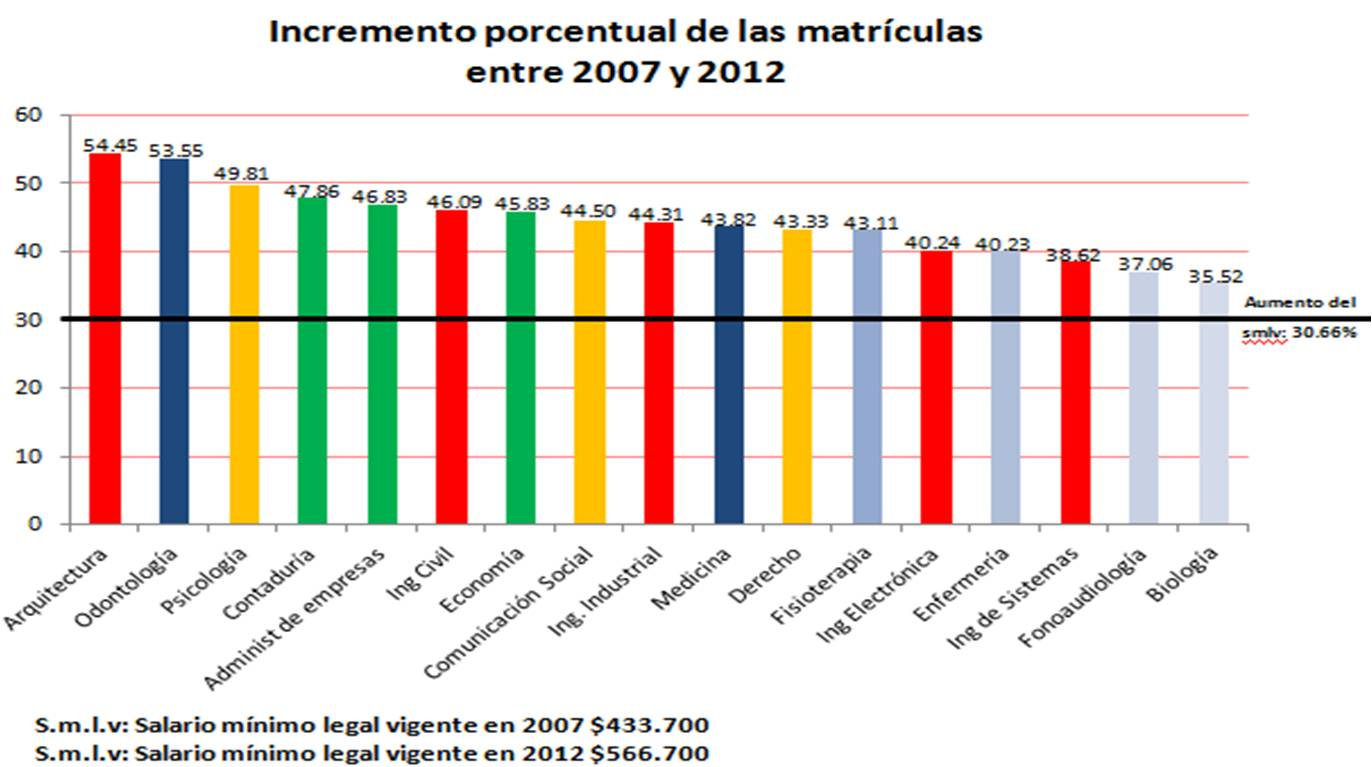 Incremento porcentual de las matrículas
entre 2007 y 2012
60
50
40
30
20
10
0
54.45
53.55
49.81
47.86
46.83
46.09
45.83
44.50
44.31
43.82
43.33
43.11
40.24
40.23
38.62
37.06
35.52
Aumento del
smlv: 30.66%
Arquitectura
Odontología
Psicología
Contaduría
Administ de empresas
Ing Civil
Economía
Comunicación Social
Ing. Industrial
Medicina
Derecho
Fisioterapia
Ing Electrónica
Enfermería
Ing de Sistemas
Fonoaudiología
Biología
S.m.l.v: Salario mínimo legal vigente en 2007 $433.700
S.m.l.v: Salario mínimo legal vigente en 2012 $566.700